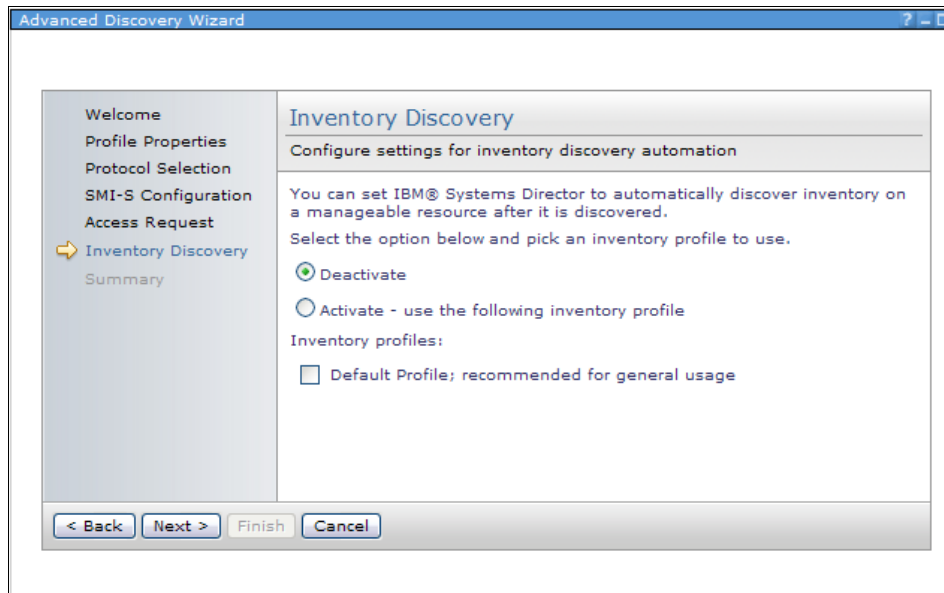 Advanced Discovery Wizard
?
Welcome
Profile Properties
Protocol Selection
SMI-S Configuration
Access Request
Inventory Discovery
Summary
Inventory Discovery
Configure settings for inventory discovery automation
You can set IBM® Systems Director to automatically discover inventory on
a manageable resource after it is discovered.
Select the option below and pick an inventory profile to use.
Deactivate
Activate - use the following inventory profile
Inventory profiles:
Default Profile; recommended for general usage
< Back Next > Finish Cancel